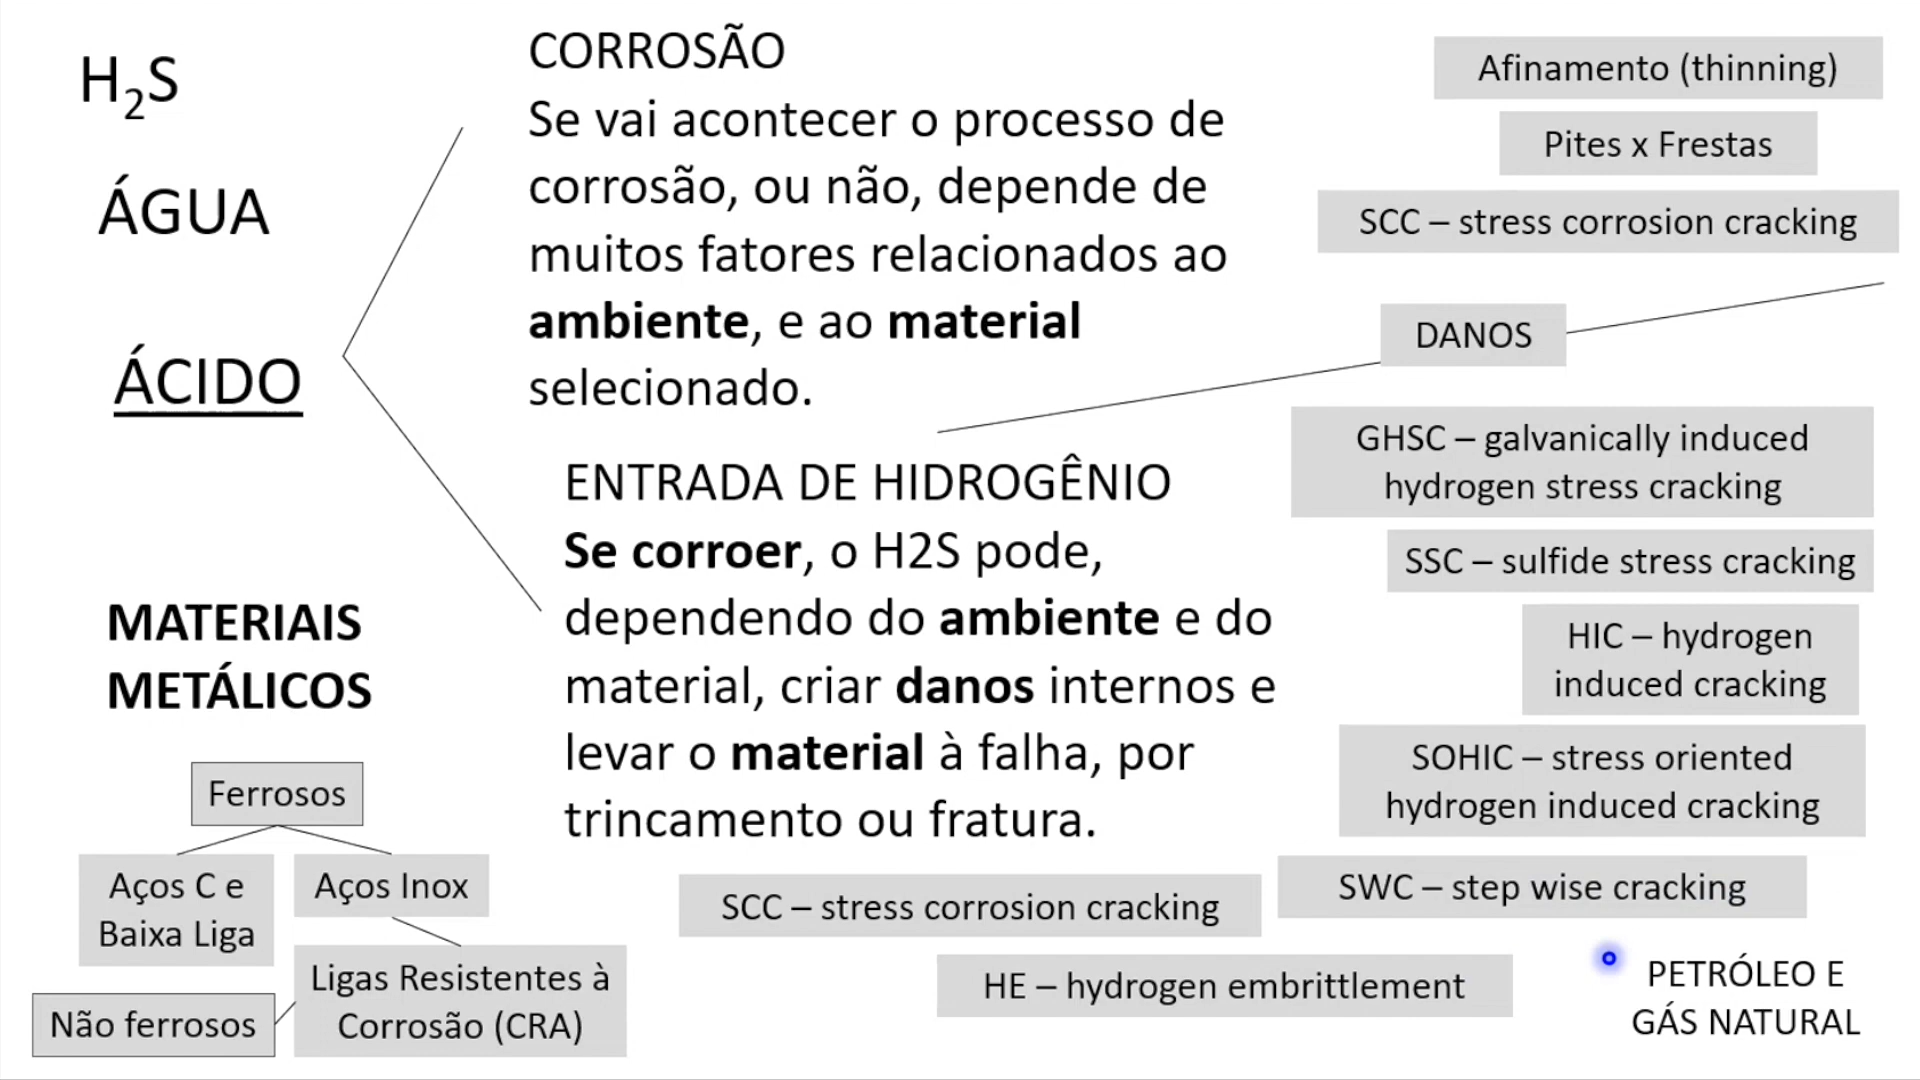 H2S
ÁGUA
ÁCIDO
MATERIAIS
METÁLICOS
Ferrosos
Aços C e
Baixa Liga
Aços Inox
Ligas Resistentes à
Corrosão (CRA)
Não ferrosos
CORROSÃO
Se vai acontecer o processo de
corrosão, ou não, depende de
muitos fatores relacionados ao
ambiente, e ao material
selecionado.
ENTRADA DE HIDROGÊNIO
Se corroer, o H2S pode,
dependendo do ambiente e do
material, criar danos internos e
levar o material à falha, por
trincamento ou fratura.
Afinamento (thinning)
Pites x Frestas
SCC – stress corrosion cracking
DANOS
GHSC – galvanically induced
hydrogen stress cracking
SSC – sulfide stress cracking
HIC – hydrogen
induced cracking
SOHIC – stress oriented
hydrogen induced cracking
SWC – step wise cracking
SCC – stress corrosion cracking
HE – hydrogen embrittlement
PETRÓLEO E
GÁS NATURAL